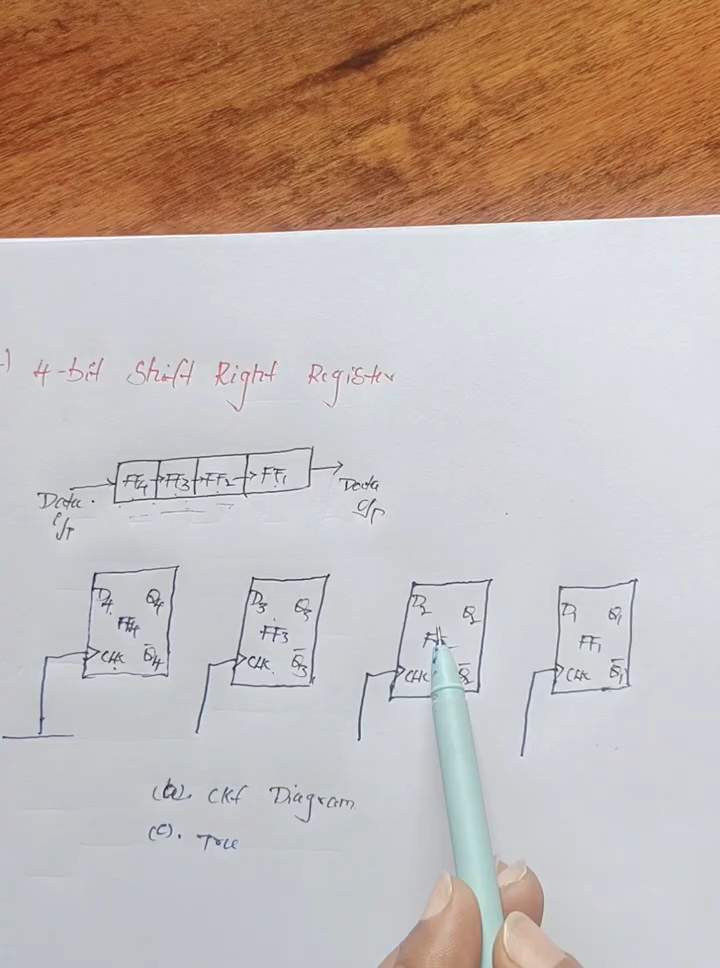 4-bit Shift Right Register
FF4 FF3 FF2 FF1
Data i/P
Data O/P
D4 Q4 D3 Q3 D2 Q2 D1 Q1
FF4 FF3 FF1
CLK Q̅4 CLK Q̅3 CLK Q̅2 CLK Q̅1
(b). CKt Diagram
(c).